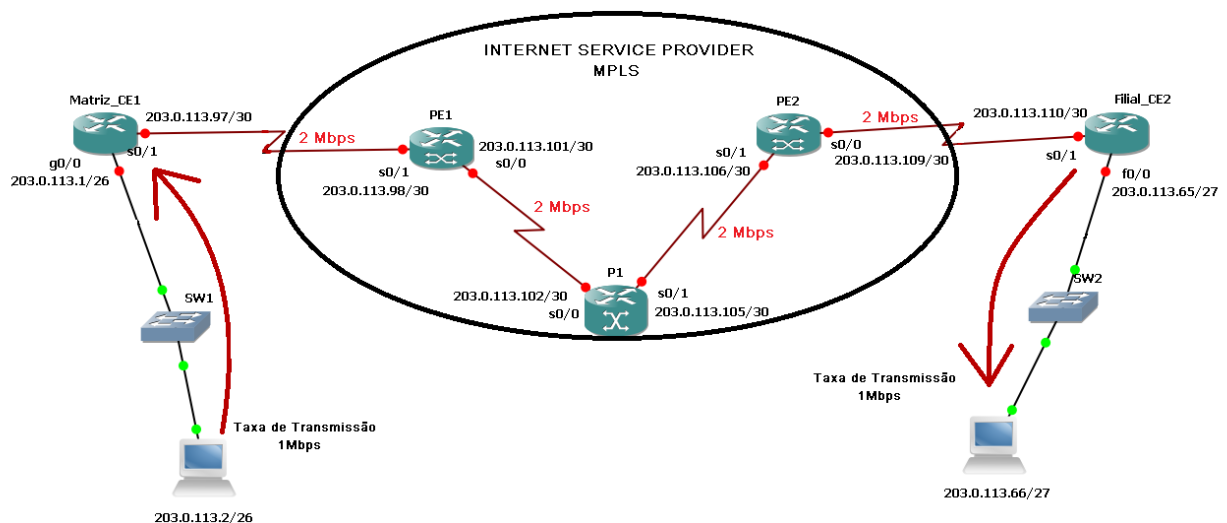 INTERNET SERVICE PROVIDER
MPLS
Matriz_CE1
203.0.113.97/30
s0/1
g0/0
203.0.113.1/26
2 Mbps
PE1
203.0.113.101/30
s0/0
s0/1
203.0.113.98/30
2 Mbps
P1
203.0.113.102/30
s0/0
s0/1
203.0.113.105/30
2 Mbps
PE2
s0/1
203.0.113.106/30
s0/0
203.0.113.109/30
2 Mbps
203.0.113.110/30
Filial_CE2
s0/1
f0/0
203.0.113.65/27
SW1
Taxa de Transmissão
1Mbps
203.0.113.2/26
SW2
Taxa de Transmissão
1Mbps
203.0.113.66/27